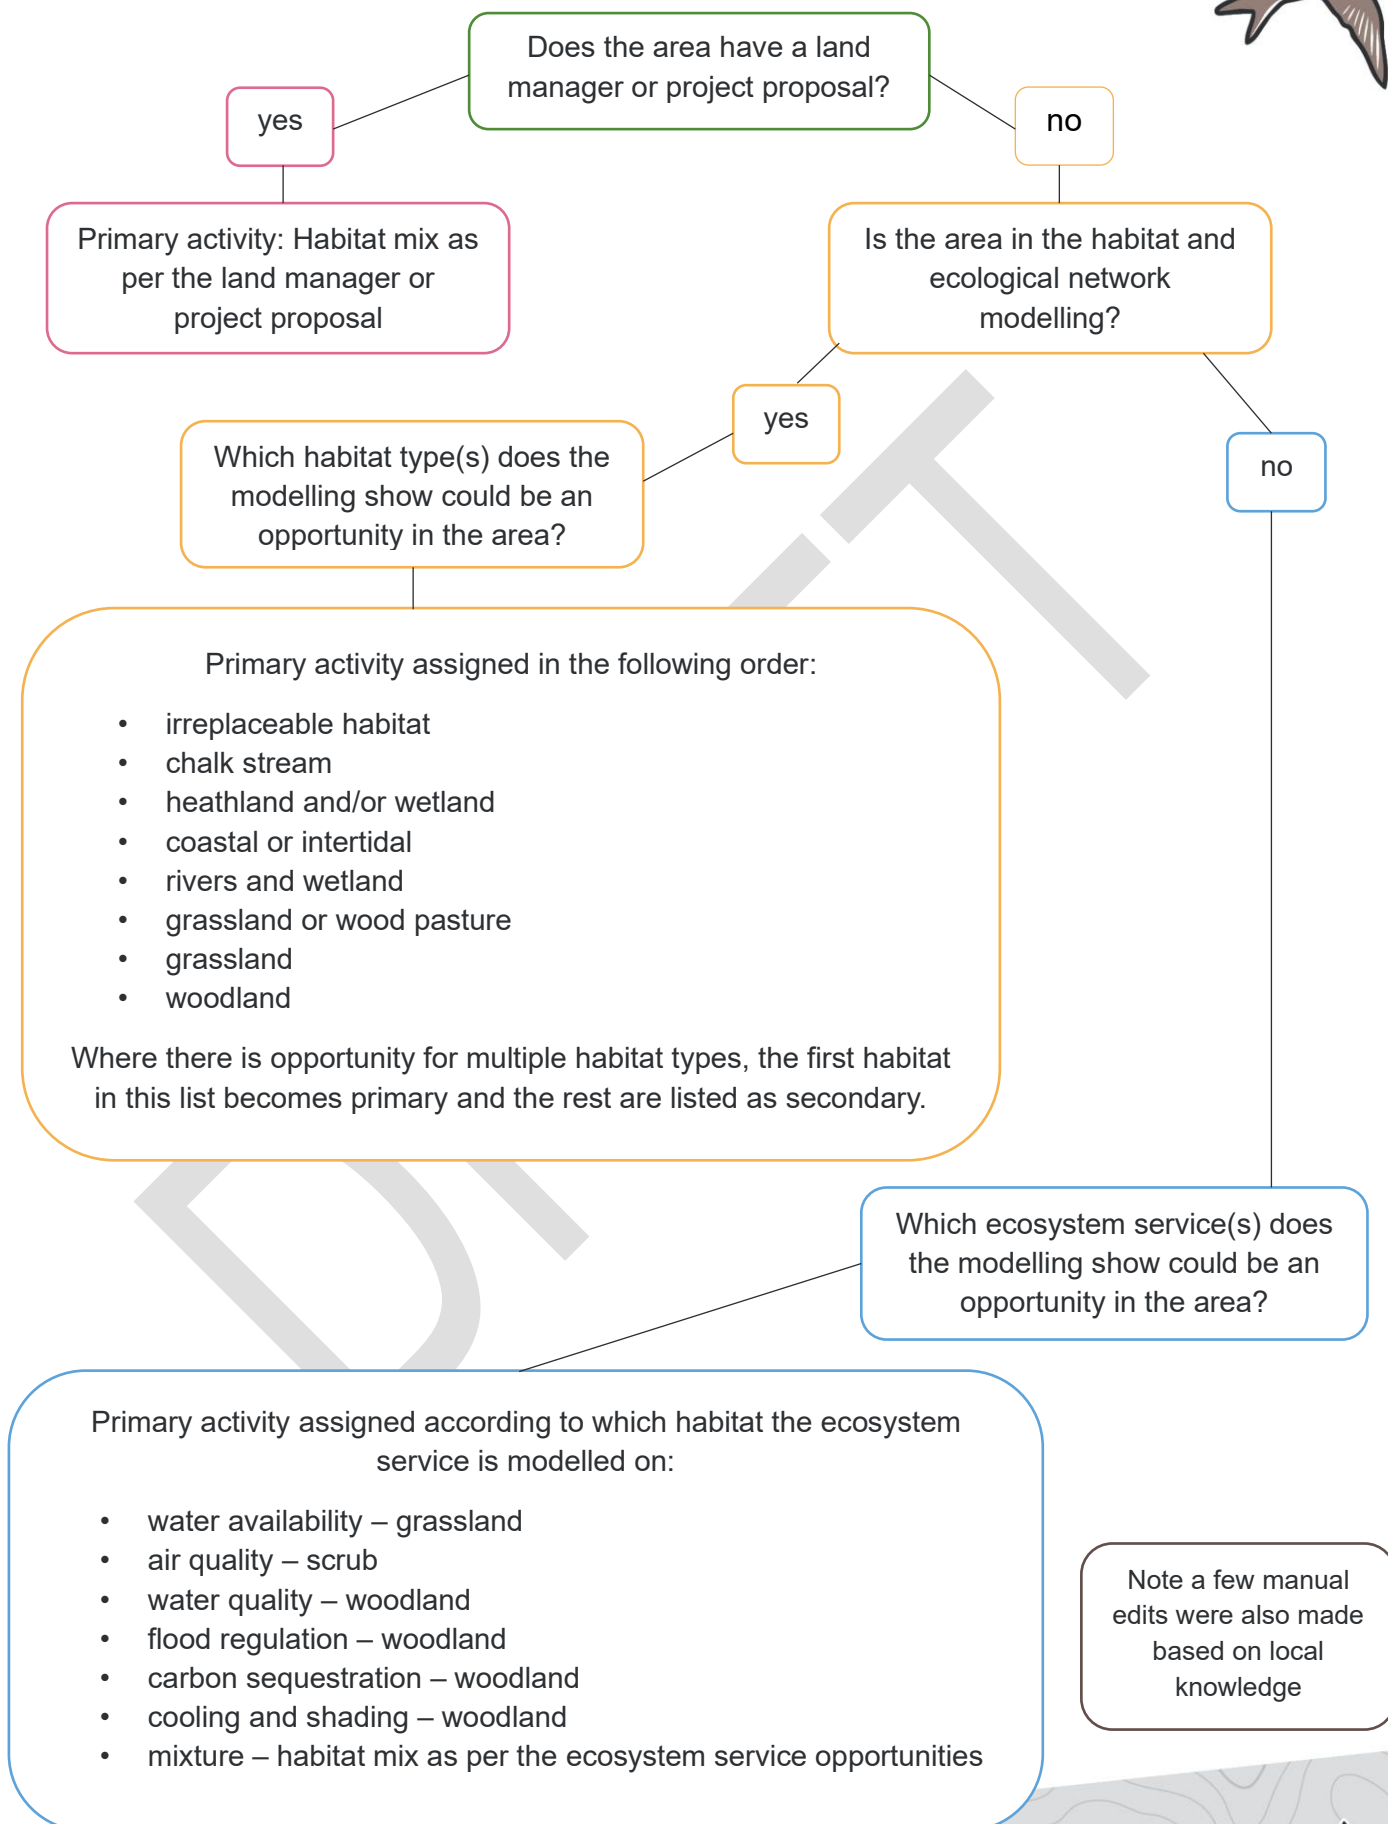 Does the area have a land
manager or project proposal?
yes
no
Primary activity: Habitat mix as
per the land manager or
project proposal
Is the area in the habitat and
ecological network
modelling?
yes
no
Which habitat type(s) does the
modelling show could be an
opportunity in the area?
Primary activity assigned in the following order:
• irreplaceable habitat
• chalk stream
• heathland and/or wetland
• coastal or intertidal
• rivers and wetland
• grassland or wood pasture
• grassland
• woodland
Where there is opportunity for multiple habitat types, the first habitat
in this list becomes primary and the rest are listed as secondary.
Which ecosystem service(s) does
the modelling show could be an
opportunity in the area?
Primary activity assigned according to which habitat the ecosystem
service is modelled on:
• water availability – grassland
• air quality – scrub
• water quality – woodland
• flood regulation – woodland
• carbon sequestration – woodland
• cooling and shading – woodland
• mixture – habitat mix as per the ecosystem service opportunities
Note a few manual
edits were also made
based on local
knowledge